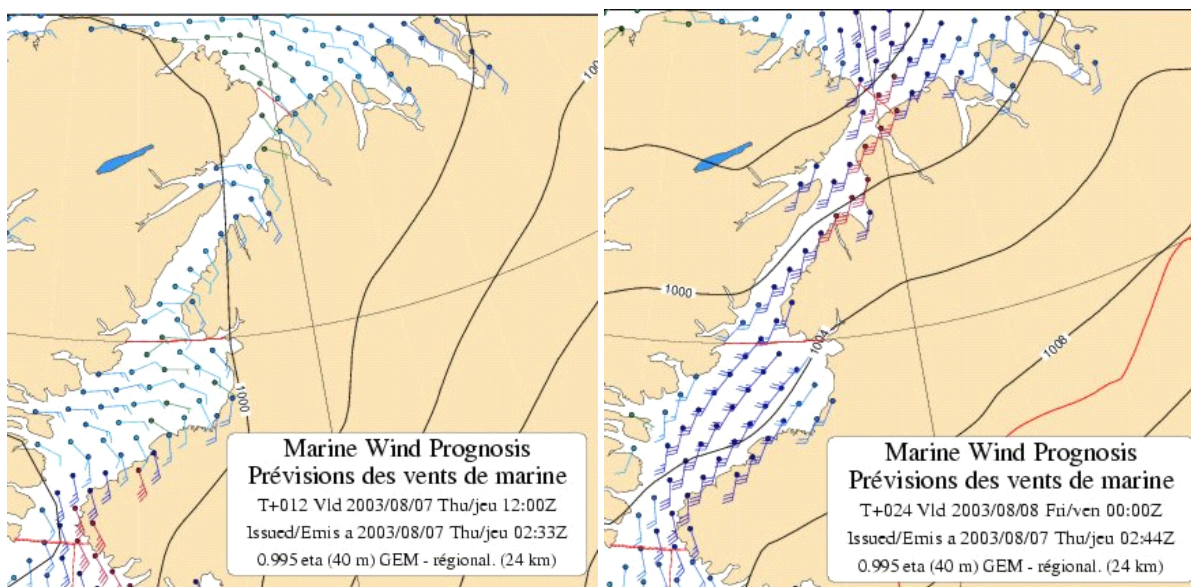 1000
Marine Wind Prognosis
Prévisions des vents de marine
T+012 Vld 2003/08/07 Thu/jeu 12:00Z
Issued/Emis a 2003/08/07 Thu/jeu 02:33Z
0.995 eta (40 m) GEM - régional. (24 km)
1000
1004
1008
Marine Wind Prognosis
Prévisions des vents de marine
T+024 Vld 2003/08/08 Fri/ven 00:00Z
Issued/Emis a 2003/08/07 Thu/jeu 02:44Z
0.995 eta (40 m) GEM - régional. (24 km)